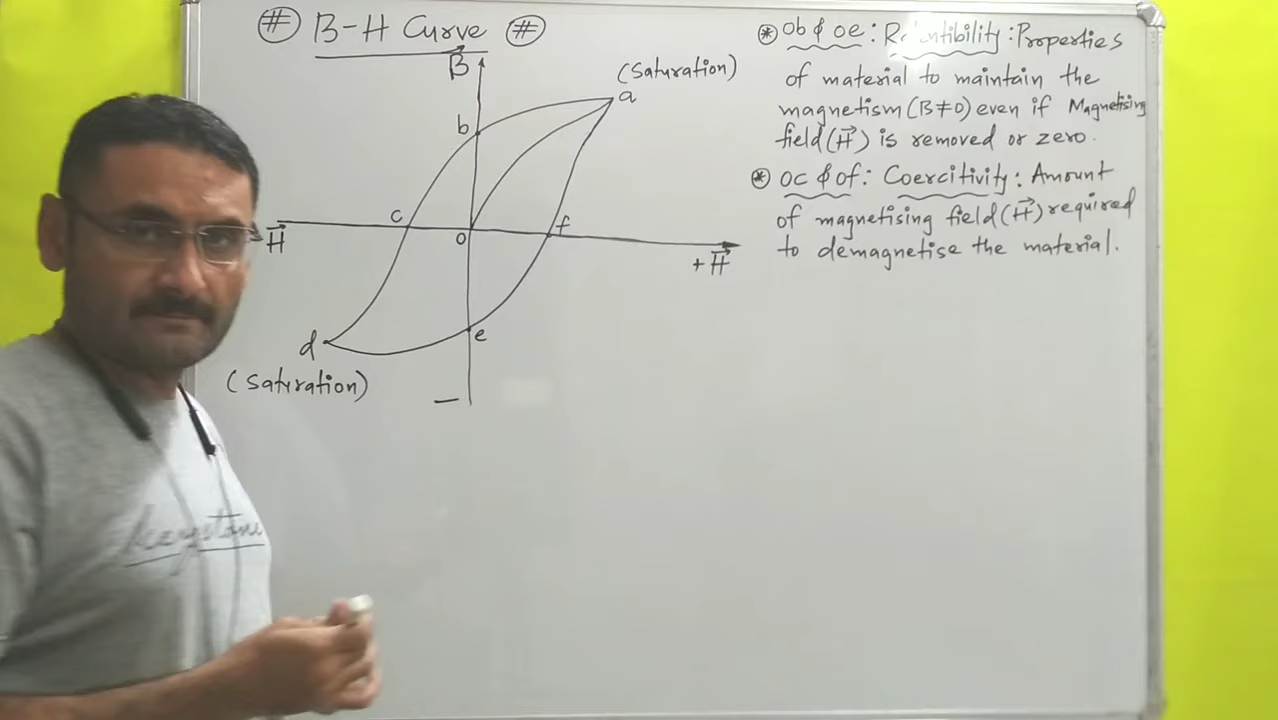 # B-H Curve #
B
(Saturation)
a
b
c
f
H
o
+ H
d
e
(Saturation)
–
* ob & oe : Retentibility : Properties
of material to maintain the
magnetism (B≠0) even if Magnetising
field (H) is removed or zero.
* oc & of : Coercitivity : Amount
of magnetising field (H) required
to demagnetise the material.
keystone